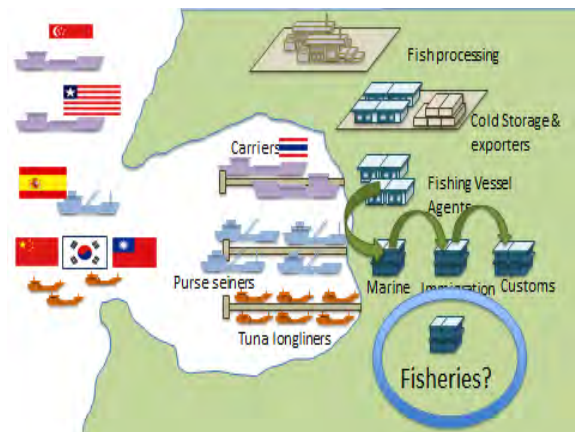 Fish processing
Cold Storage &
exporters
Carriers
Fishing Vessel
Agents
Marine
Immigration
Customs
Purse seiners
Tuna longliners
Fisheries?